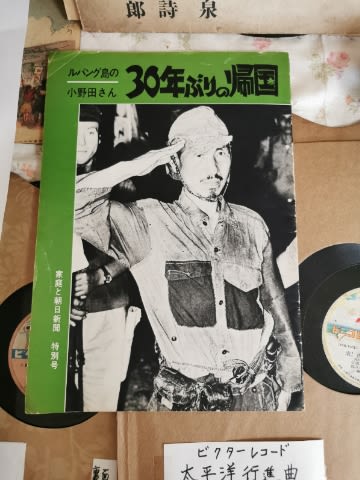 泉詩郎
ルバング島の
小野田さん
30年ぶりの帰国
家庭と朝日新聞 特別号
ビクターレコード
太平洋行進曲